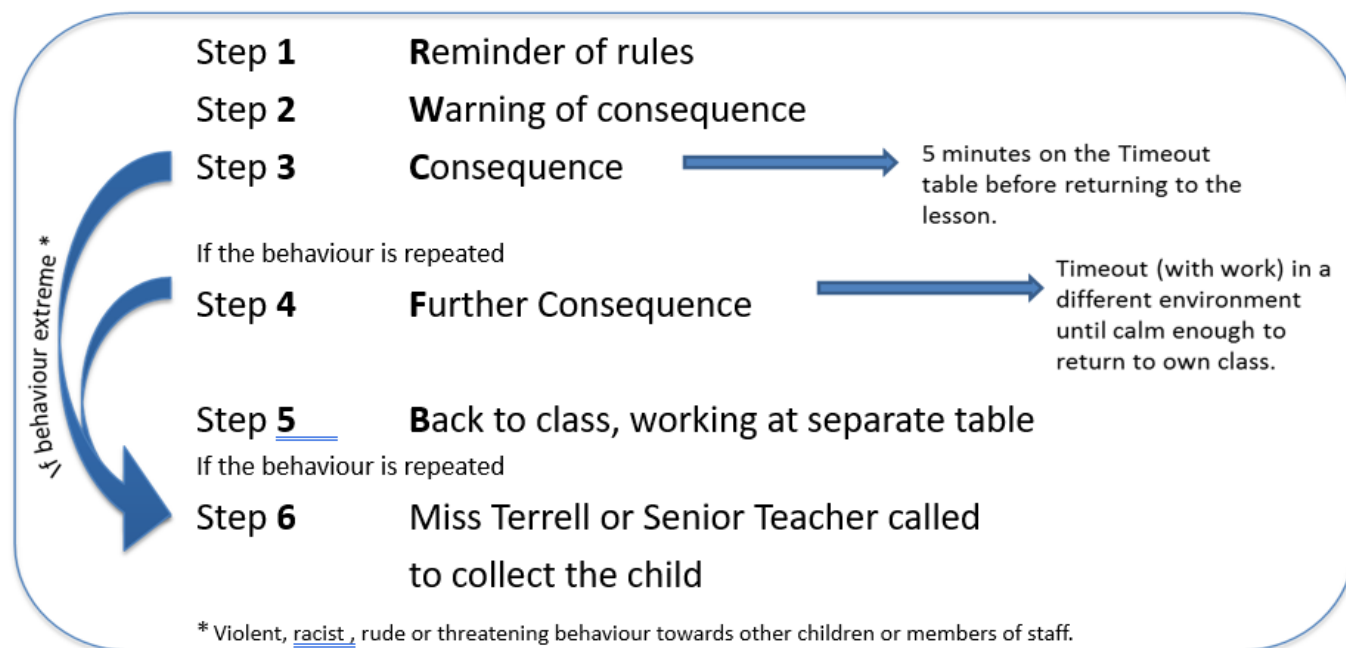 Step 1 Reminder of rules
Step 2 Warning of consequence
Step 3 Consequence
5 minutes on the Timeout
table before returning to the
lesson.
If the behaviour is repeated
Step 4 Further Consequence
Timeout (with work) in a
different environment
until calm enough to
return to own class.
If behaviour extreme *
Step 5 Back to class, working at separate table
If the behaviour is repeated
Step 6 Miss Terrell or Senior Teacher called
to collect the child
* Violent, racist , rude or threatening behaviour towards other children or members of staff.